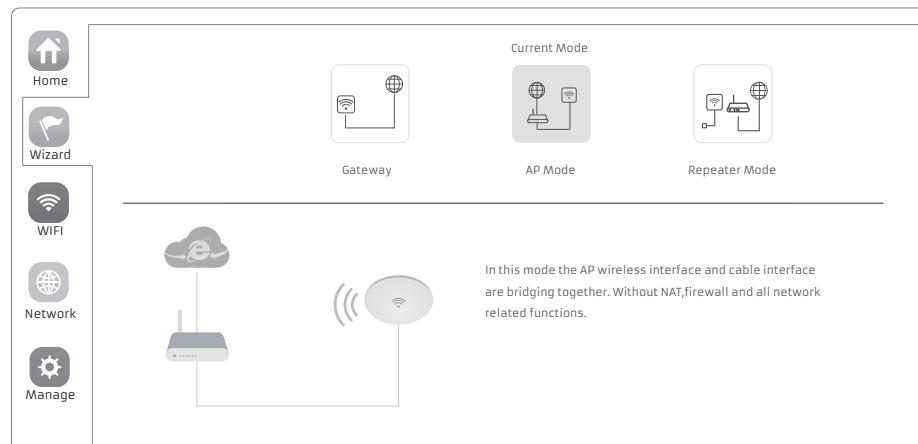 Home
Wizard
WIFI
Network
Manage
Current Mode
Gateway
AP Mode
Repeater Mode
In this mode the AP wireless interface and cable interface
are bridging together. Without NAT,firewall and all network
related functions.